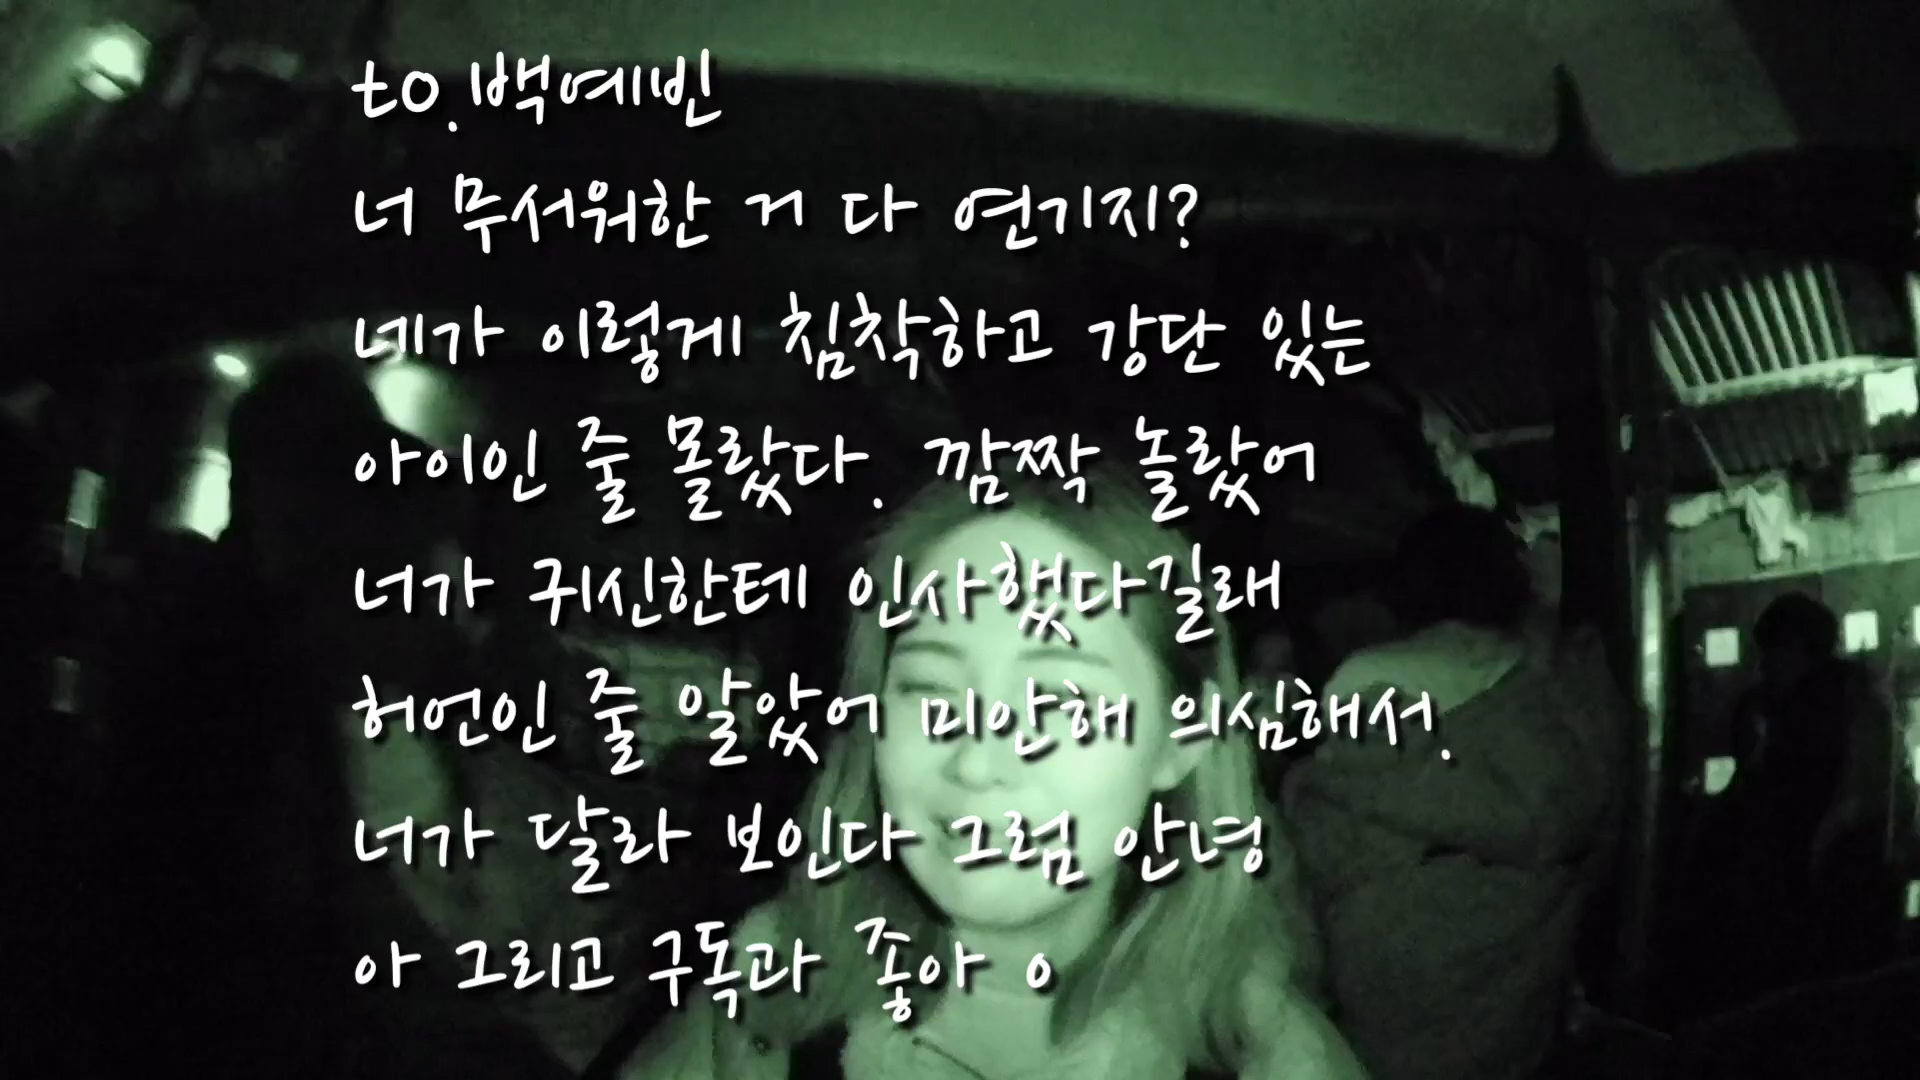 to.백예빈
너 무서워한 거 다 연기지?
네가 이렇게 침착하고 강단 있는
아이인 줄 몰랐다. 깜짝 놀랐어
너가 귀신한테 인사했다길래
허언인 줄 알았어 미안해 의심해서.
너가 달라 보인다 그럼 안녕
아 그리고 구독과 좋아 ㅇ